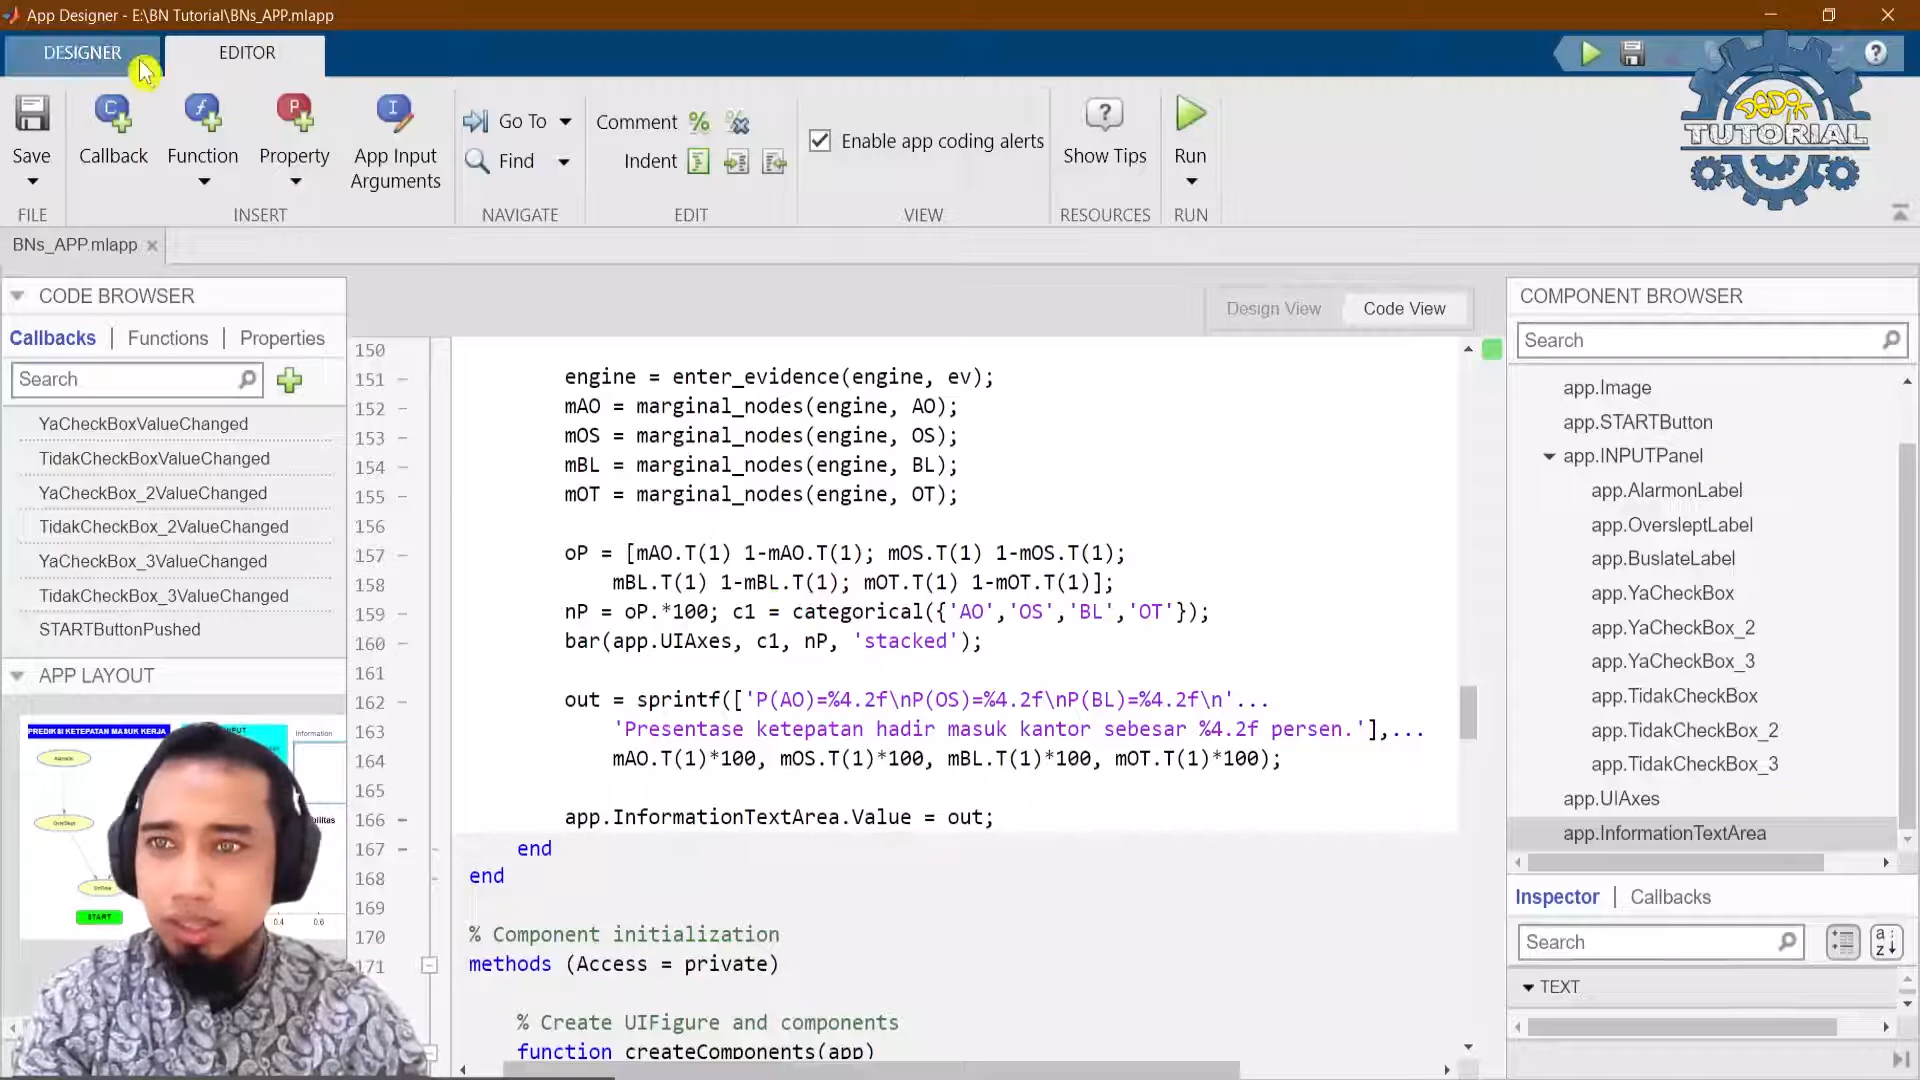 App Designer - E:\BN Tutorial\BNs_APP.mlapp
DESIGNER
EDITOR
DADIK
TUTORIAL
Save
Callback
Function
Property
App Input
Arguments
Go To
Find
Comment
Indent
Enable app coding alerts
Show Tips
Run
FILE
INSERT
NAVIGATE
EDIT
VIEW
RESOURCES
RUN
BNs_APP.mlapp
CODE BROWSER
Callbacks
Functions
Properties
Search
YaCheckBoxValueChanged
TidakCheckBoxValueChanged
YaCheckBox_2ValueChanged
TidakCheckBox_2ValueChanged
YaCheckBox_3ValueChanged
TidakCheckBox_3ValueChanged
STARTButtonPushed
APP LAYOUT
PREDIKSI KETEPATAN MASUK KERJA
Information
START
0.4
0.6
Design View
Code View
150
151 engine = enter_evidence(engine, ev);
152 mAO = marginal_nodes(engine, AO);
153 mOS = marginal_nodes(engine, OS);
154 mBL = marginal_nodes(engine, BL);
155 mOT = marginal_nodes(engine, OT);
156
157 oP = [mAO.T(1) 1-mAO.T(1); mOS.T(1) 1-mOS.T(1);
158 mBL.T(1) 1-mBL.T(1); mOT.T(1) 1-mOT.T(1)];
159 nP = oP.*100; c1 = categorical({'AO','OS','BL','OT'});
160 bar(app.UIAxes, c1, nP, 'stacked');
161
162 out = sprintf(['P(AO)=%4.2f\nP(OS)=%4.2f\nP(BL)=%4.2f\n'...
163 'Presentase ketepatan hadir masuk kantor sebesar %4.2f persen.'],...
164 mAO.T(1)*100, mOS.T(1)*100, mBL.T(1)*100, mOT.T(1)*100);
165
166 app.InformationTextArea.Value = out;
167 end
168 end
169
170 % Component initialization
171 methods (Access = private)
% Create UIFigure and components
function createComponents(app)
COMPONENT BROWSER
Search
app.Image
app.STARTButton
app.INPUTPanel
app.AlarmonLabel
app.OversleptLabel
app.BuslateLabel
app.YaCheckBox
app.YaCheckBox_2
app.YaCheckBox_3
app.TidakCheckBox
app.TidakCheckBox_2
app.TidakCheckBox_3
app.UIAxes
app.InformationTextArea
Inspector
Callbacks
Search
TEXT